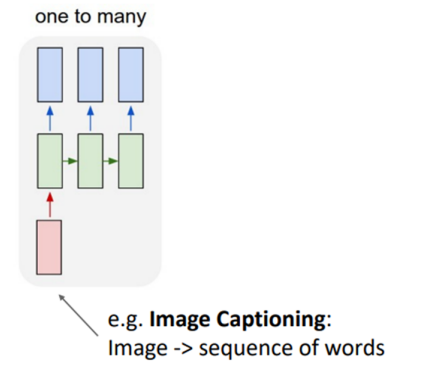 one to many
e.g. Image Captioning:
Image -> sequence of words